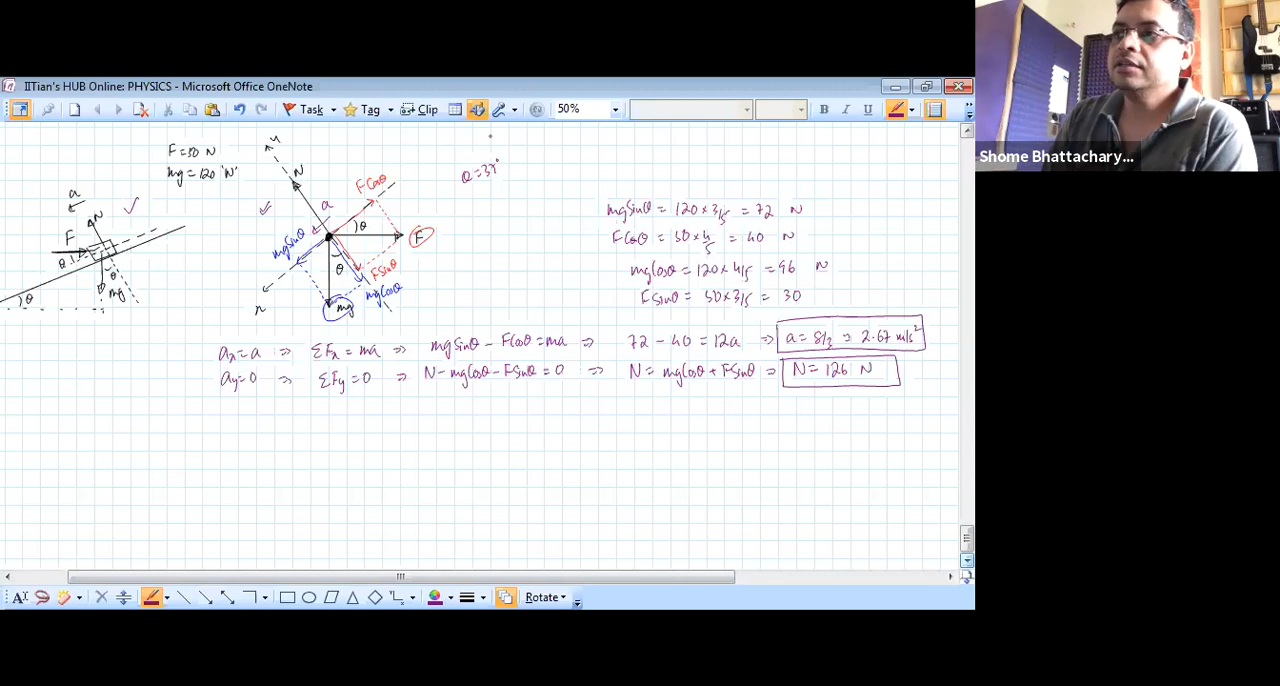 IITian's HUB Online: PHYSICS - Microsoft Office OneNote
Task Tag Clip 50% B I U
Shome Bhattachary...
F = 50 N
mg = 120 'N'
a
N
F
θ
θ
mg
θ
y
N
a
F Cosθ
θ
F
mg Sinθ
θ
F Sinθ
mg Cosθ
mg
x
θ = 37°
mg Sinθ = 120 × 3/5 = 72 N
F Cosθ = 50 × 4/5 = 40 N
mg Cosθ = 120 × 4/5 = 96 N
F Sinθ = 50 × 3/5 = 30
ax = a ⇒ ΣFx = ma ⇒ mg Sinθ - F Cosθ = ma ⇒ 72 - 40 = 12a ⇒ a = 8/3 = 2.67 m/s²
ay = 0 ⇒ ΣFy = 0 ⇒ N - mg Cosθ - F Sinθ = 0 ⇒ N = mg Cosθ + F Sinθ ⇒ N = 126 N
A Rotate